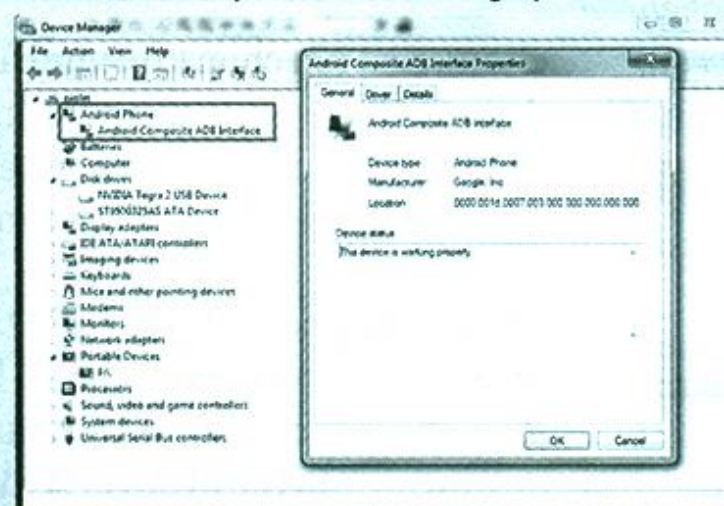 Device Manager
File Action View Help
Android Phone
Android Composite ADB Interface
Batteries
Computer
Disk drives
NVIDIA Tegra 2 USB Device
ST9500325AS ATA Device
Display adapters
IDE ATA/ATAPI controllers
Imaging devices
Keyboards
Mice and other pointing devices
Modems
Monitors
Network adapters
Portable Devices
F:\
Processors
Sound, video and game controllers
System devices
Universal Serial Bus controllers
Android Composite ADB Interface Properties
General Driver Details
Android Composite ADB Interface
Device type Android Phone
Manufacturer Google, Inc
Location
Device status
This device is working properly.
OK Cancel